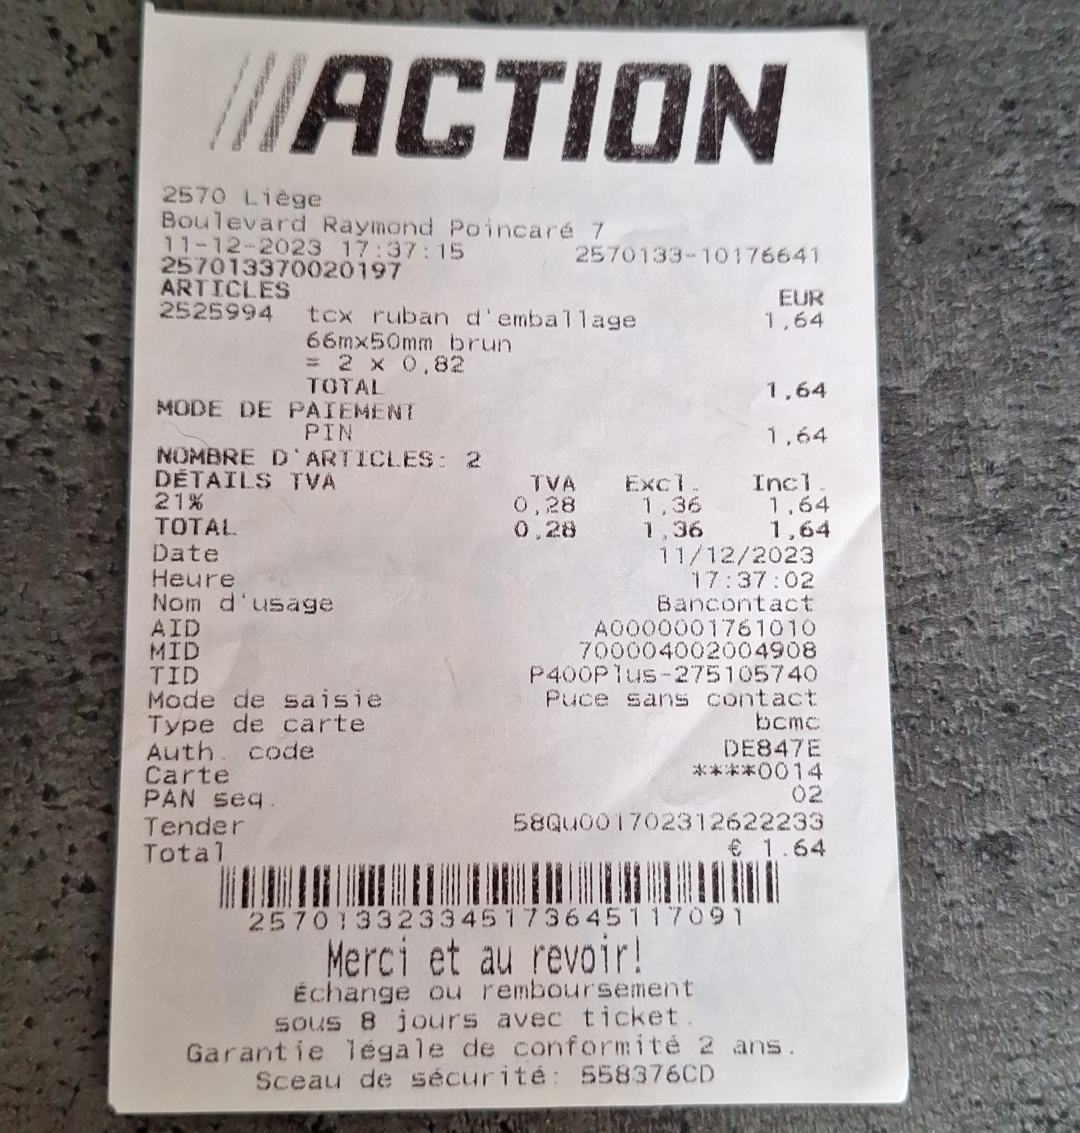 ///ACTION
2570 Liège
Boulevard Raymond Poincaré 7
11-12-2023 17:37:15 2570133-10176641
257013370020197
ARTICLES EUR
2525994 tcx ruban d'emballage 1,64
66mx50mm brun
= 2 x 0,82
TOTAL 1,64
MODE DE PAIEMENT
PIN 1,64
NOMBRE D'ARTICLES: 2
DÉTAILS TVA TVA Excl. Incl.
21% 0,28 1,36 1,64
TOTAL 0,28 1,36 1,64
Date 11/12/2023
Heure 17:37:02
Nom d'usage Bancontact
AID A0000001761010
MID 700004002004908
TID P400Plus-275105740
Mode de saisie Puce sans contact
Type de carte bcmc
Auth. code DE847E
Carte ****0014
PAN seq. 02
Tender 58Qu001702312622233
Total € 1.64
2570133233451736451​17091
Merci et au revoir!
Échange ou remboursement
sous 8 jours avec ticket.
Garantie légale de conformité 2 ans.
Sceau de sécurité: 558376CD